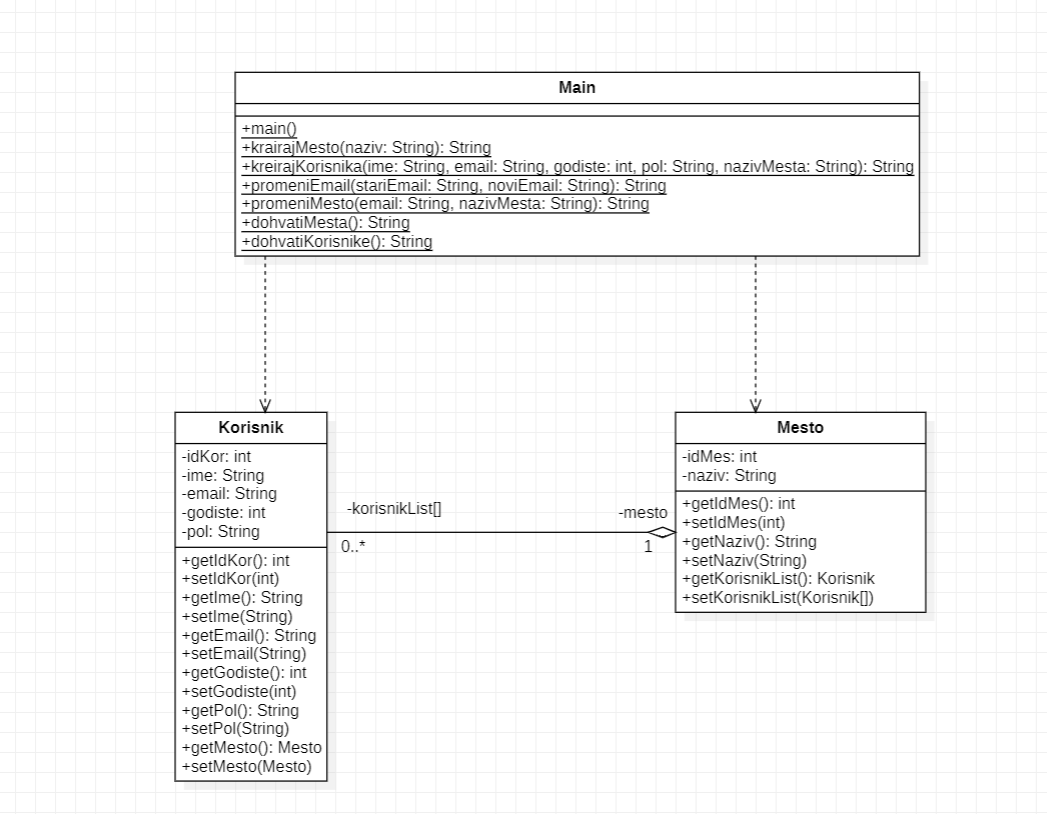 Main
+main()
+krairajMesto(naziv: String): String
+kreirajKorisnika(ime: String, email: String, godiste: int, pol: String, nazivMesta: String): String
+promeniEmail(stariEmail: String, noviEmail: String): String
+promeniMesto(email: String, nazivMesta: String): String
+dohvatiMesta(): String
+dohvatiKorisnike(): String
Korisnik
-idKor: int
-ime: String
-email: String
-godiste: int
-pol: String
+getIdKor(): int
+setIdKor(int)
+getIme(): String
+setIme(String)
+getEmail(): String
+setEmail(String)
+getGodiste(): int
+setGodiste(int)
+getPol(): String
+setPol(String)
+getMesto(): Mesto
+setMesto(Mesto)
-korisnikList[]
0..*
-mesto
1
Mesto
-idMes: int
-naziv: String
+getIdMes(): int
+setIdMes(int)
+getNaziv(): String
+setNaziv(String)
+getKorisnikList(): Korisnik
+setKorisnikList(Korisnik[])